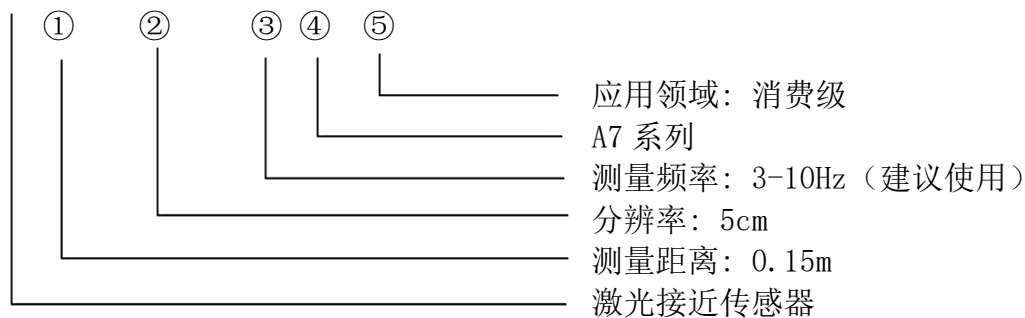 ① ② ③ ④ ⑤
应用领域: 消费级
A7 系列
测量频率: 3-10Hz（建议使用）
分辨率: 5cm
测量距离: 0.15m
激光接近传感器